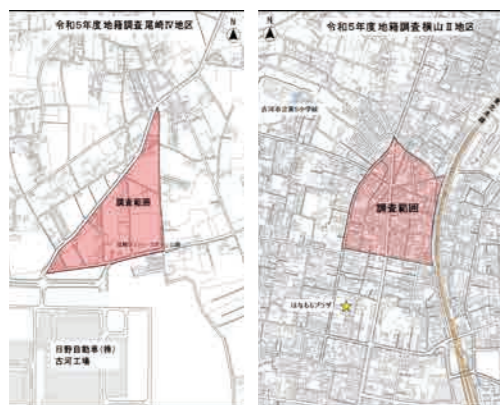 令和5年度地籍調査尾崎Ⅳ地区
N
調査範囲
日野自動車(株)
古河工場
令和5年度地籍調査横山Ⅱ地区
N
古河市立第5小学校
調査範囲
はなももプラザ